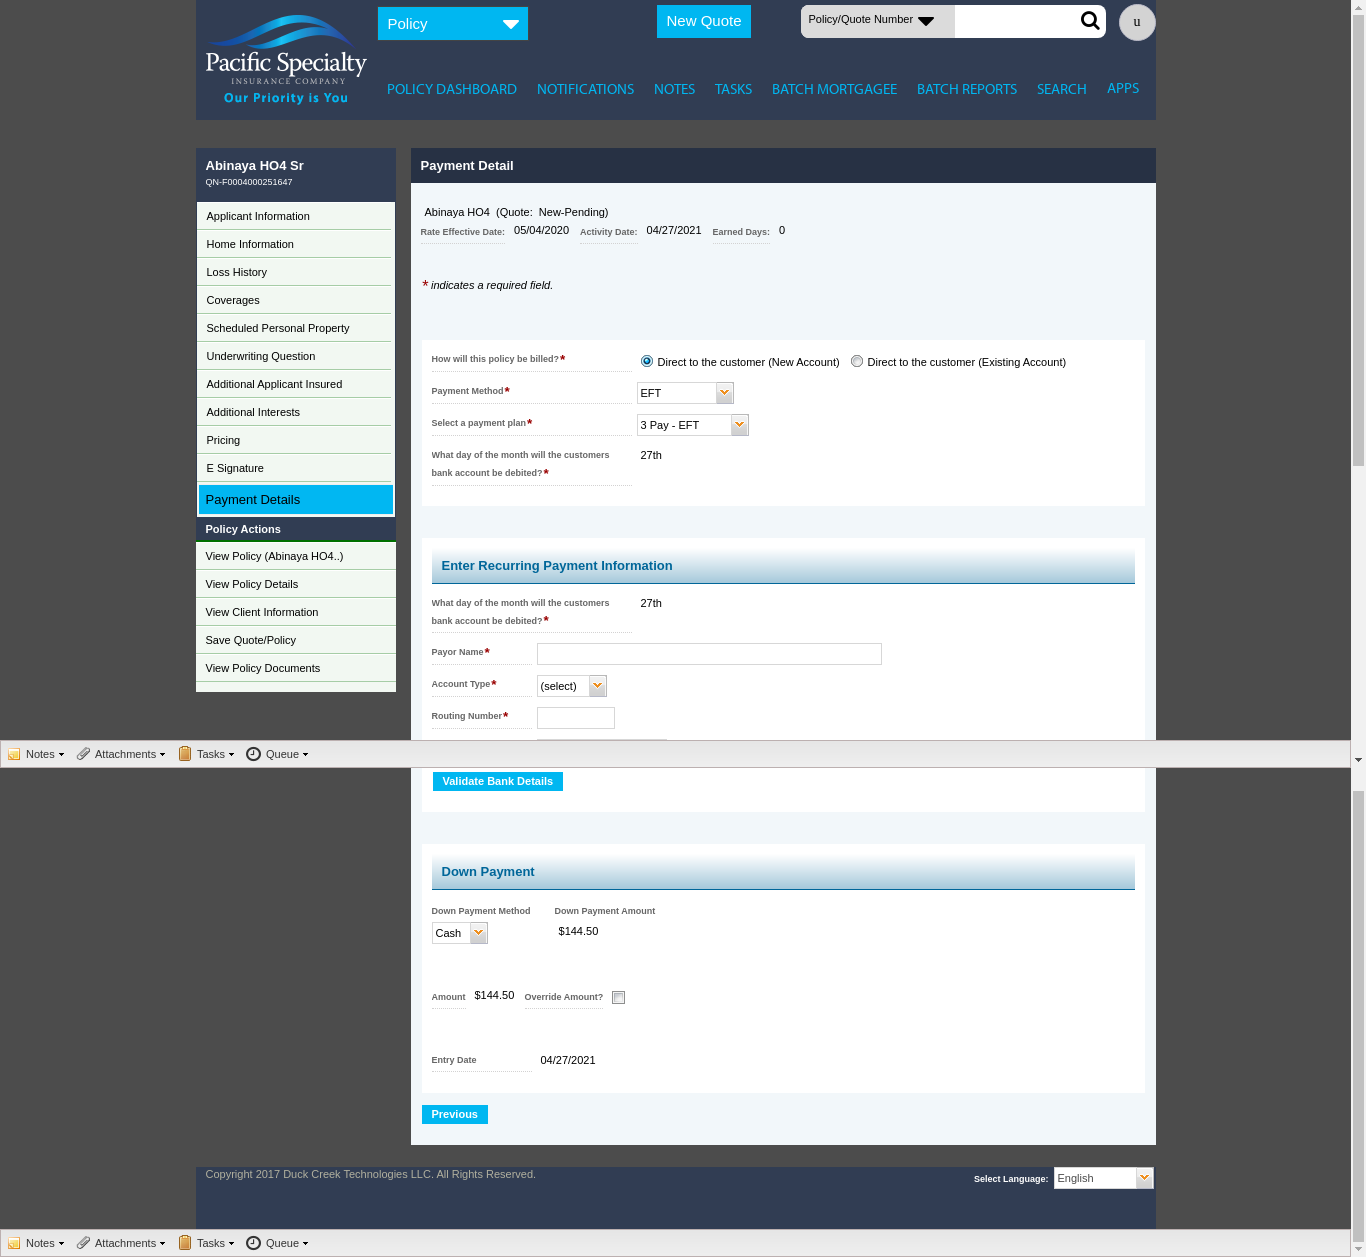 Policy
New Quote
Policy/Quote Number
u
Pacific Specialty
INSURANCE COMPANY
Our Priority is You
POLICY DASHBOARD NOTIFICATIONS NOTES TASKS BATCH MORTGAGEE BATCH REPORTS SEARCH APPS
Abinaya HO4 Sr
QN-F0004000251647
Applicant Information
Home Information
Loss History
Coverages
Scheduled Personal Property
Underwriting Question
Additional Applicant Insured
Additional Interests
Pricing
E Signature
Payment Details
Policy Actions
View Policy (Abinaya HO4..)
View Policy Details
View Client Information
Save Quote/Policy
View Policy Documents
Payment Detail
Abinaya HO4 (Quote: New-Pending)
Rate Effective Date: 05/04/2020 Activity Date: 04/27/2021 Earned Days: 0
* indicates a required field.
How will this policy be billed?* Direct to the customer (New Account) Direct to the customer (Existing Account)
Payment Method* EFT
Select a payment plan* 3 Pay - EFT
What day of the month will the customers 27th
bank account be debited?*
Enter Recurring Payment Information
What day of the month will the customers 27th
bank account be debited?*
Payor Name*
Account Type* (select)
Routing Number*
Notes Attachments Tasks Queue
Validate Bank Details
Down Payment
Down Payment Method Down Payment Amount
Cash $144.50
Amount $144.50 Override Amount?
Entry Date 04/27/2021
Previous
Copyright 2017 Duck Creek Technologies LLC. All Rights Reserved.
Select Language: English
Notes Attachments Tasks Queue